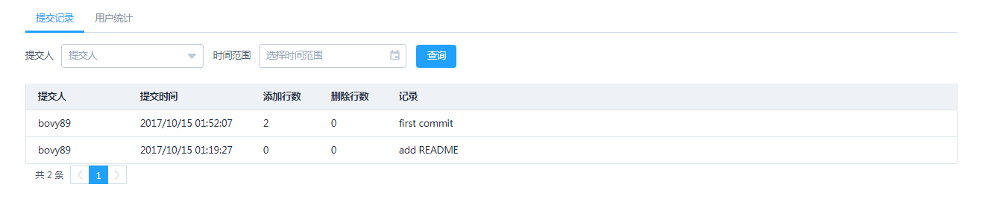 提交记录 用户统计
提交人 提交人 时间范围 选择时间范围 查询
提交人 提交时间 添加行数 删除行数 记录
bovy89 2017/10/15 01:52:07 2 0 first commit
bovy89 2017/10/15 01:19:27 0 0 add README
共 2 条 1